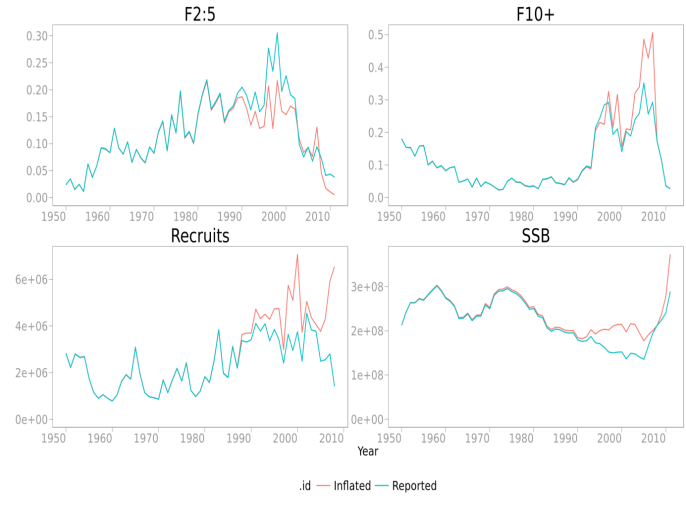 F2:5
F10+
0.30
0.25
0.20
0.15
0.10
0.05
0.00
0.5
0.4
0.3
0.2
0.1
0.0
1950 1960 1970 1980 1990 2000 2010
1950 1960 1970 1980 1990 2000 2010
Recruits
SSB
6e+06
4e+06
2e+06
0e+00
3e+08
2e+08
1e+08
0e+00
1950 1960 1970 1980 1990 2000 2010
1950 1960 1970 1980 1990 2000 2010
Year
.id Inflated Reported